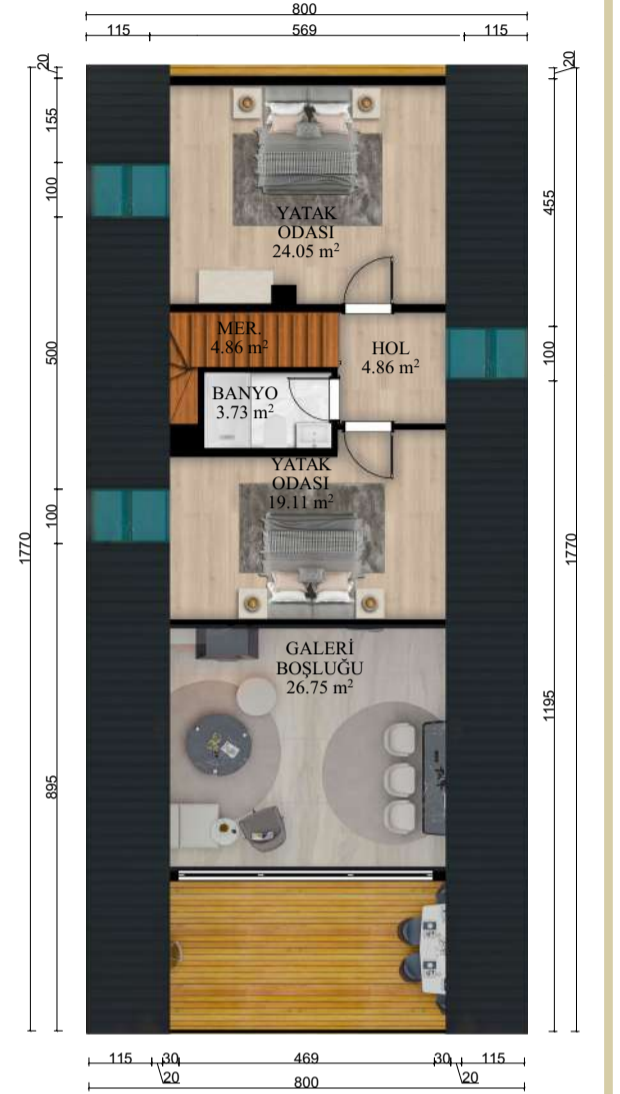 800
115 569 115
20
20
155
100
455
YATAK
ODASI
24.05 m²
500
100
MER.
4.86 m²
HOL
4.86 m²
BANYO
3.73 m²
YATAK
ODASI
19.11 m²
100
1770
1770
GALERİ
BOŞLUĞU
26.75 m²
1195
895
115 30 469 30 115
20 20
800